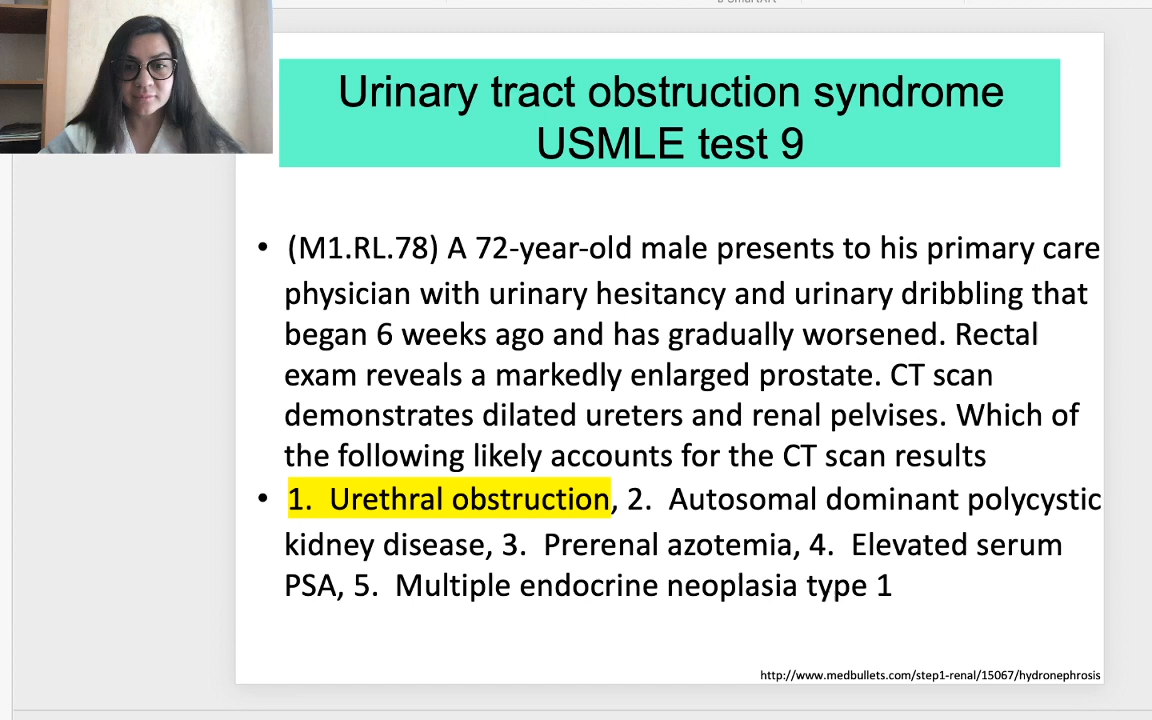 Urinary tract obstruction syndrome
USMLE test 9
• (M1.RL.78) A 72-year-old male presents to his primary care
physician with urinary hesitancy and urinary dribbling that
began 6 weeks ago and has gradually worsened. Rectal
exam reveals a markedly enlarged prostate. CT scan
demonstrates dilated ureters and renal pelvises. Which of
the following likely accounts for the CT scan results
• 1.  Urethral obstruction, 2.  Autosomal dominant polycystic
kidney disease, 3.  Prerenal azotemia, 4.  Elevated serum
PSA, 5.  Multiple endocrine neoplasia type 1
http://www.medbullets.com/step1-renal/15067/hydronephrosis